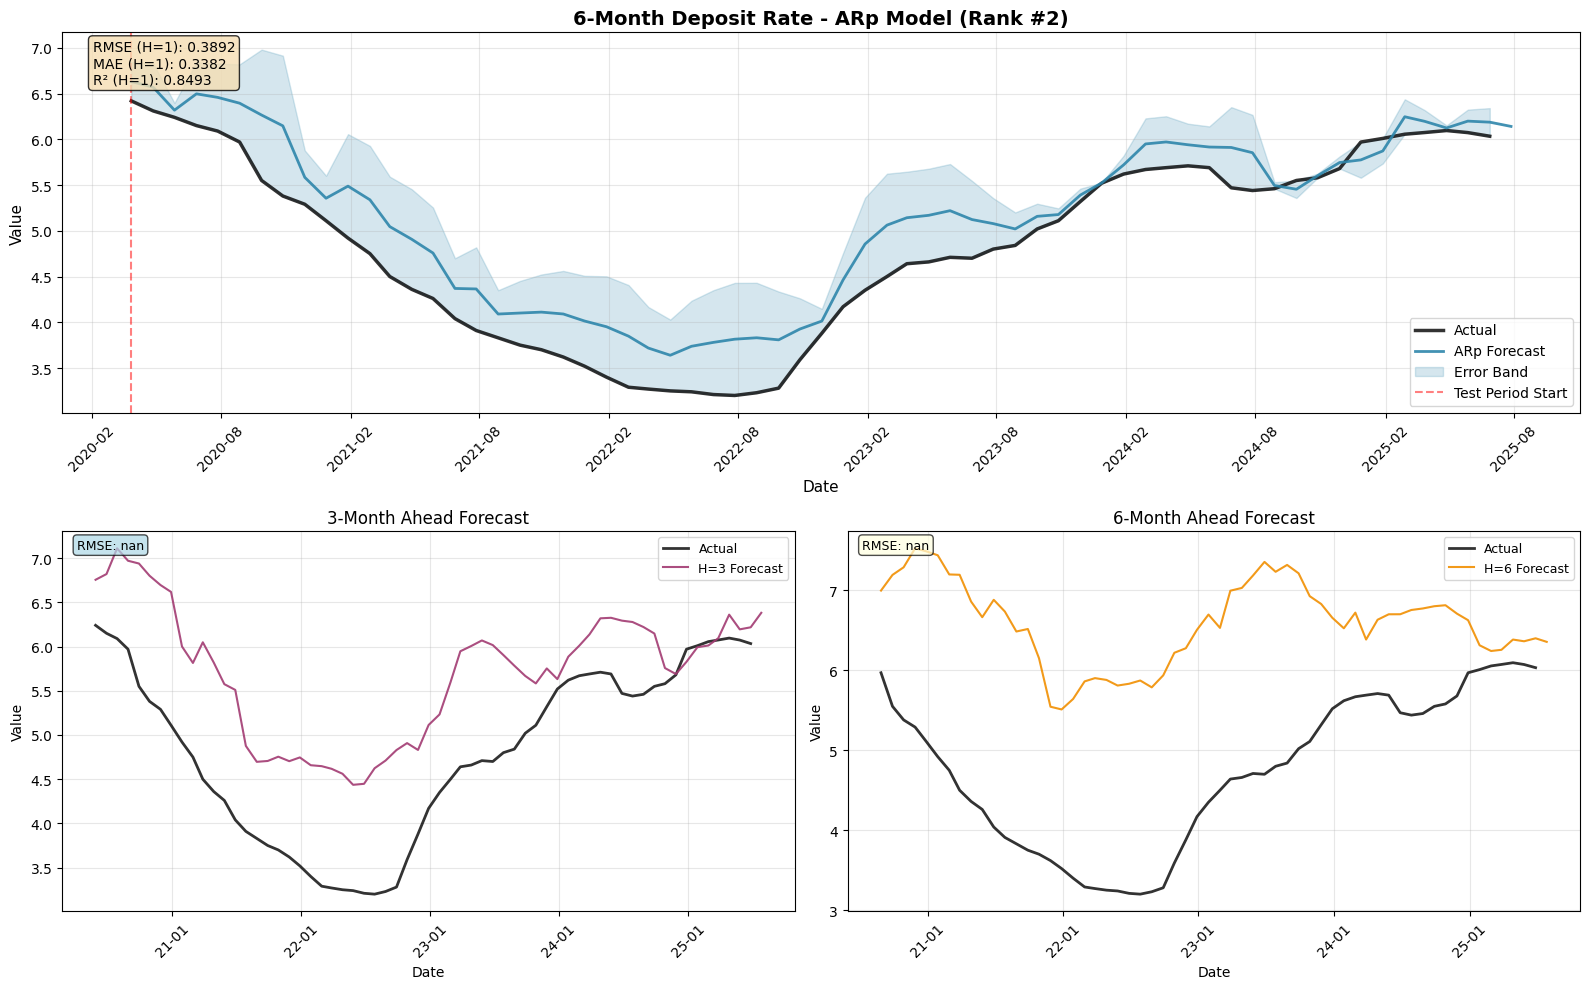 6-Month Deposit Rate - ARp Model (Rank #2)
RMSE (H=1): 0.3892
MAE (H=1): 0.3382
R² (H=1): 0.8493
Value
7.0
6.5
6.0
5.5
5.0
4.5
4.0
3.5
Actual
ARp Forecast
Error Band
Test Period Start
2020-02
2020-08
2021-02
2021-08
2022-02
2022-08
2023-02
2023-08
2024-02
2024-08
2025-02
2025-08
Date
3-Month Ahead Forecast
RMSE: nan
Actual
H=3 Forecast
Value
7.0
6.5
6.0
5.5
5.0
4.5
4.0
3.5
21-01
22-01
23-01
24-01
25-01
Date
6-Month Ahead Forecast
RMSE: nan
Actual
H=6 Forecast
Value
7
6
5
4
3
21-01
22-01
23-01
24-01
25-01
Date